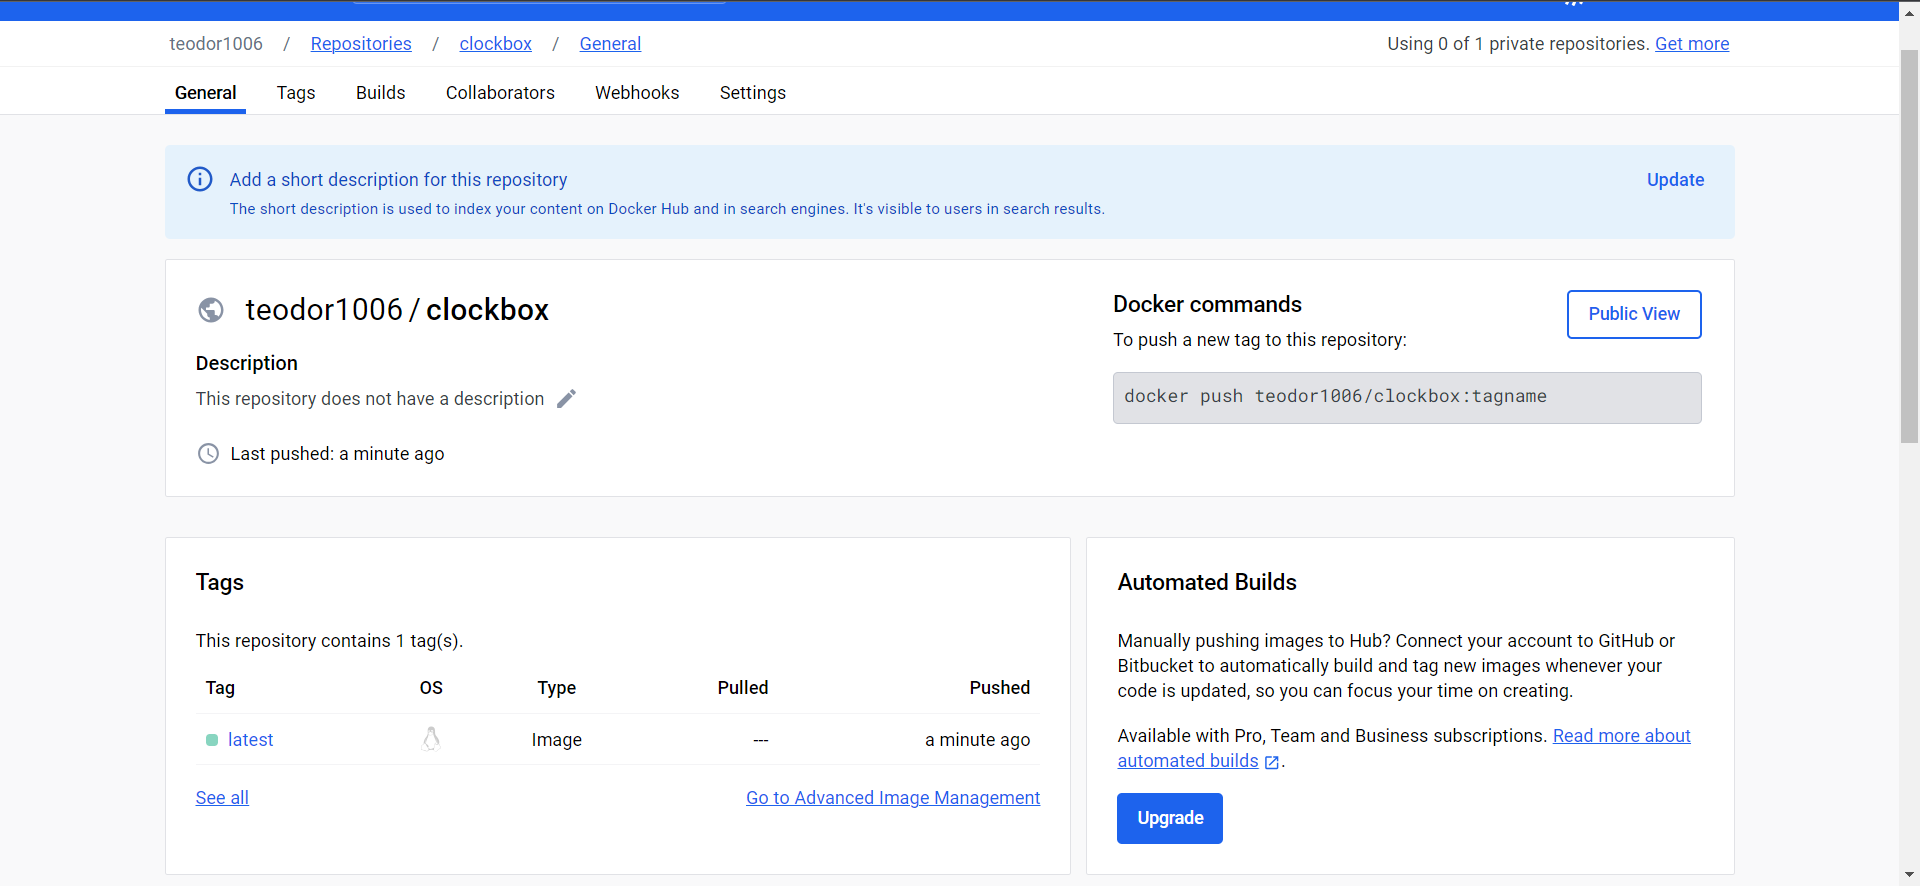 teodor1006 / Repositories / clockbox / General
Using 0 of 1 private repositories. Get more
General Tags Builds Collaborators Webhooks Settings
Add a short description for this repository
Update
The short description is used to index your content on Docker Hub and in search engines. It's visible to users in search results.
teodor1006 / clockbox
Description
This repository does not have a description
Last pushed: a minute ago
Docker commands
Public View
To push a new tag to this repository:
docker push teodor1006/clockbox:tagname
Tags
This repository contains 1 tag(s).
Tag OS Type Pulled Pushed
latest Image --- a minute ago
See all
Go to Advanced Image Management
Automated Builds
Manually pushing images to Hub? Connect your account to GitHub or
Bitbucket to automatically build and tag new images whenever your
code is updated, so you can focus your time on creating.
Available with Pro, Team and Business subscriptions. Read more about
automated builds .
Upgrade